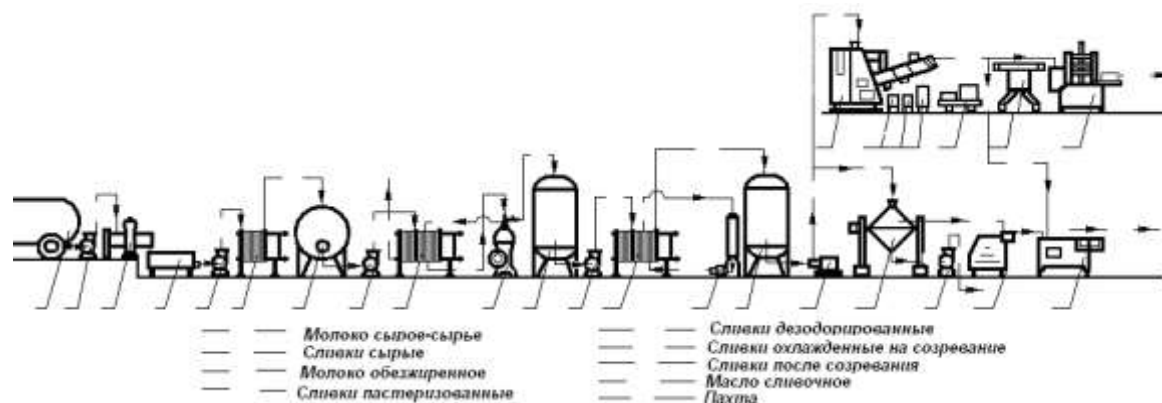 Молоко сырое-сырье
Сливки сырые
Молоко обезжиренное
Сливки пастеризованные
Сливки дезодорированные
Сливки охлажденные на созревание
Сливки после созревания
Масло сливочное
Пахта